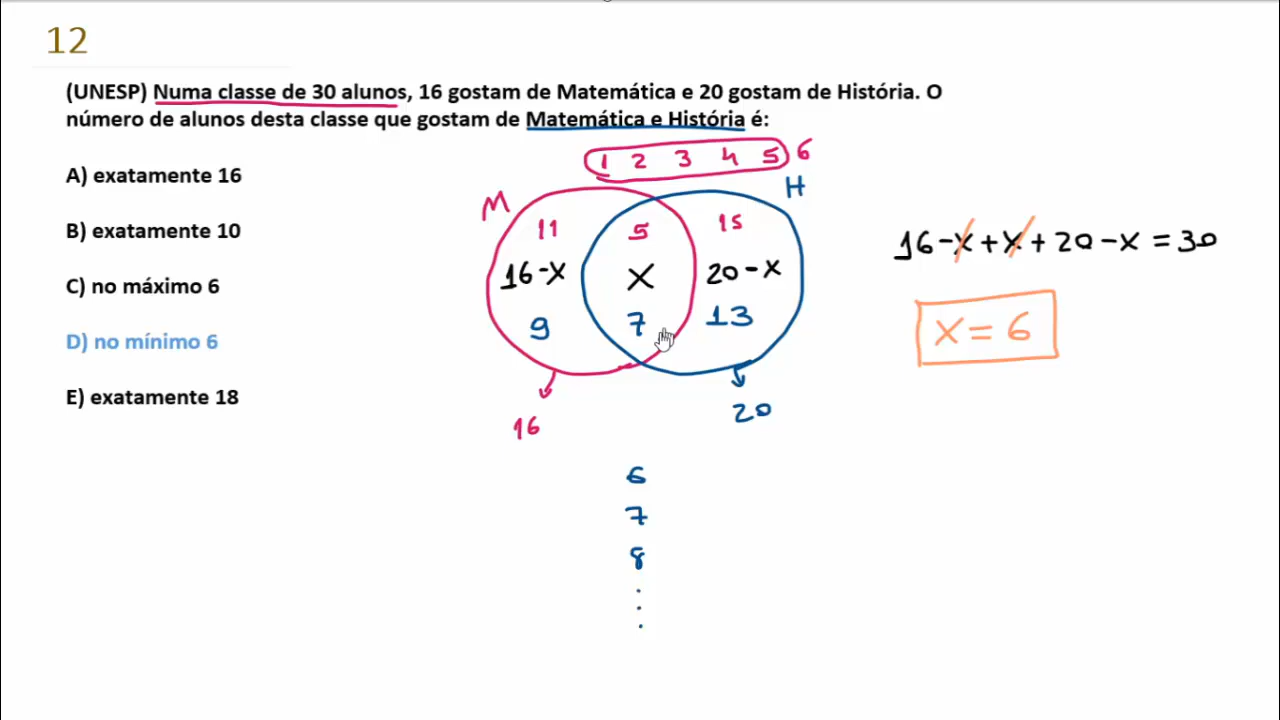 12
(UNESP) Numa classe de 30 alunos, 16 gostam de Matemática e 20 gostam de História. O
número de alunos desta classe que gostam de Matemática e História é:
A) exatamente 16
B) exatamente 10
C) no máximo 6
D) no mínimo 6
E) exatamente 18
1 2 3 4 5 6
M H
11 5 15
16-X X 20-X
9 7 13
16 20
6
7
8
.
.
.
16-X+X+20-X=30
X=6